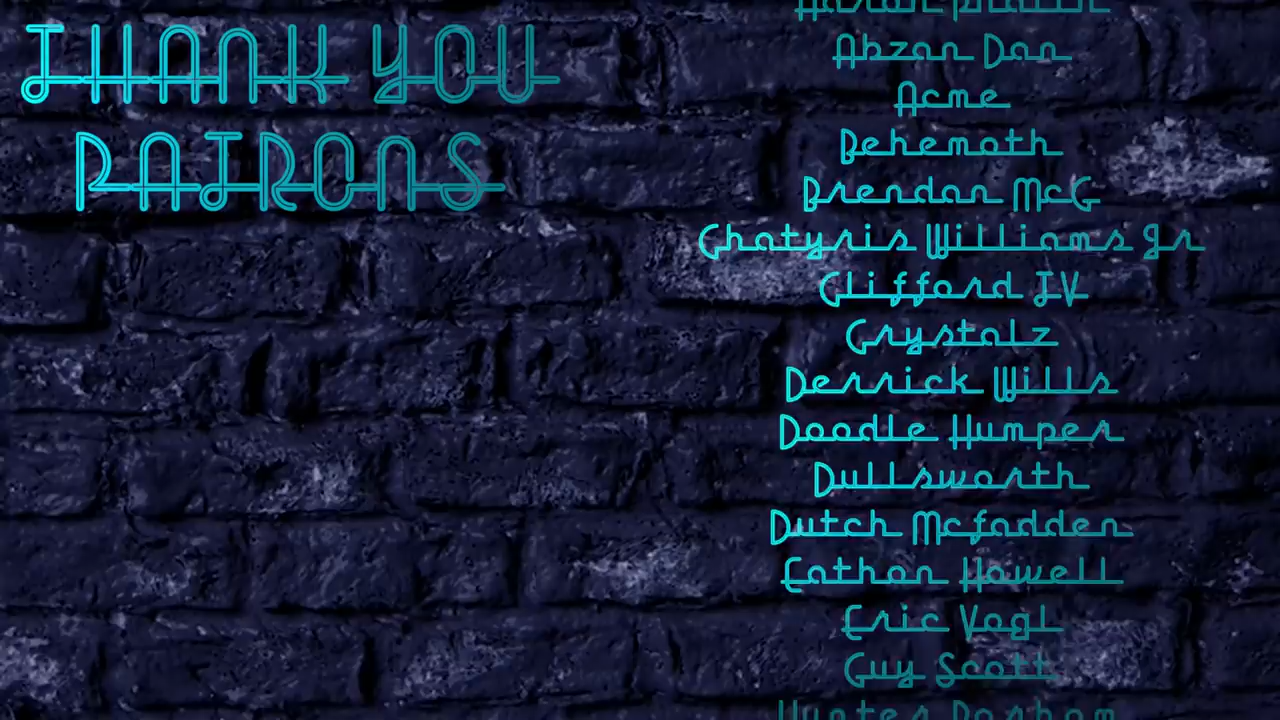 THANK YOU
PATRONS
Abzan Dan
Acme
Behemoth
Brendan McG
Chatyris Williams Jr
Clifford IV
Crystalz
Derrick Wills
Doodle Humper
Dullsworth
Dutch Mcfadden
Eathan Howell
Eric Vogl
Guy Scott